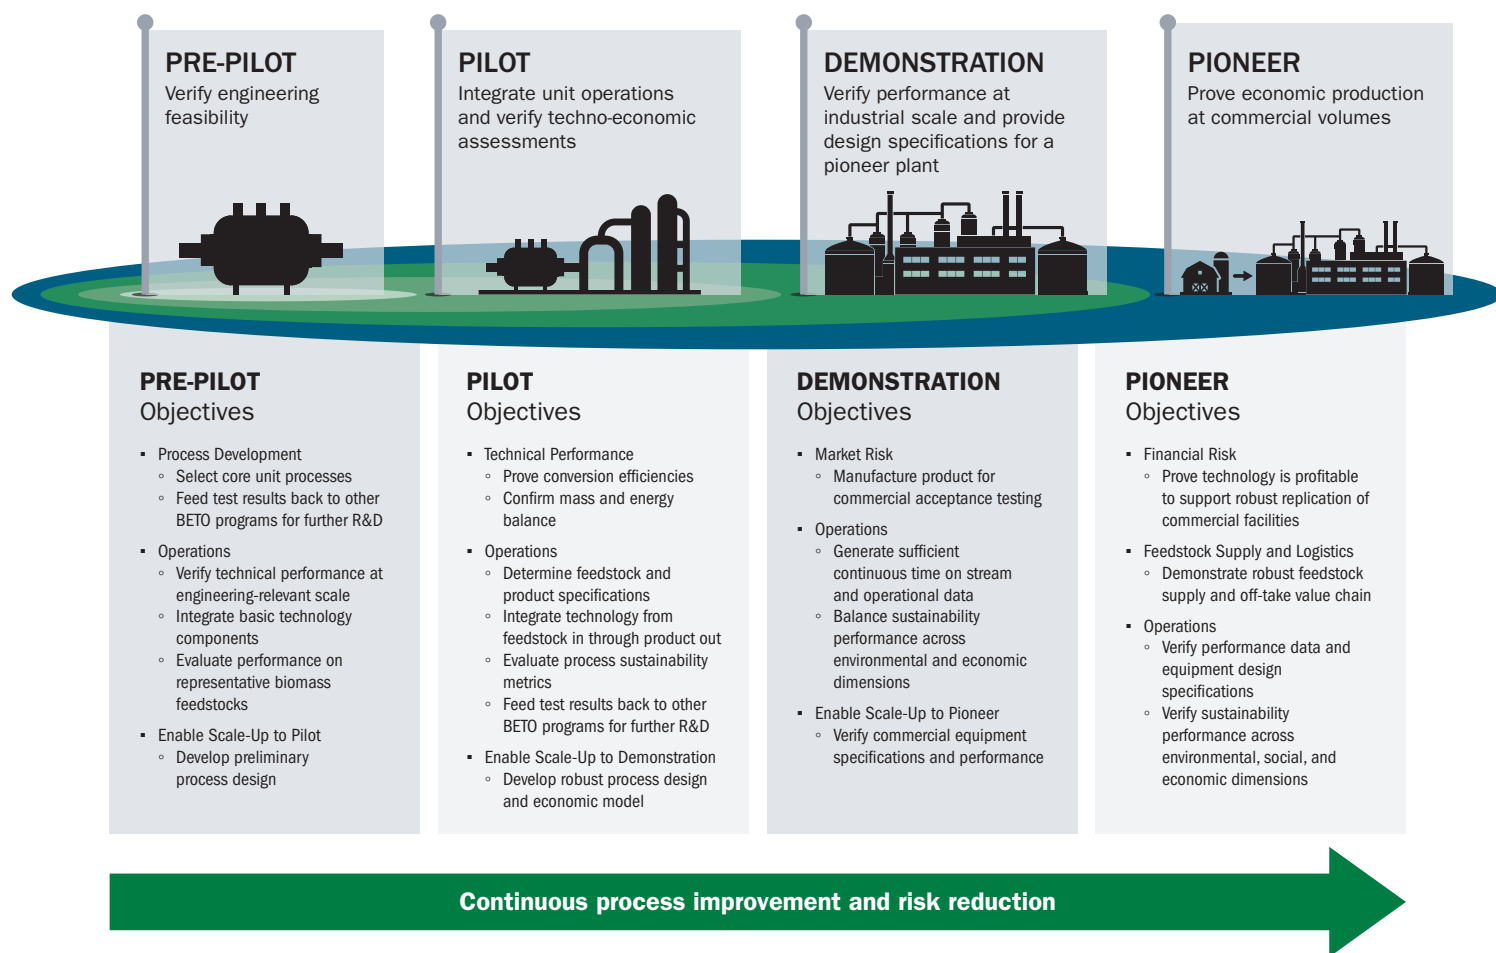 PRE-PILOT
Verify engineering
feasibility
PILOT
Integrate unit operations
and verify techno-economic
assessments
DEMONSTRATION
Verify performance at
industrial scale and provide
design specifications for a
pioneer plant
PIONEER
Prove economic production
at commercial volumes
PRE-PILOT
Objectives
▪ Process Development
◦ Select core unit processes
◦ Feed test results back to other
BETO programs for further R&D
▪ Operations
◦ Verify technical performance at
engineering-relevant scale
◦ Integrate basic technology
components
◦ Evaluate performance on
representative biomass
feedstocks
▪ Enable Scale-Up to Pilot
◦ Develop preliminary
process design
PILOT
Objectives
▪ Technical Performance
◦ Prove conversion efficiencies
◦ Confirm mass and energy
balance
▪ Operations
◦ Determine feedstock and
product specifications
◦ Integrate technology from
feedstock in through product out
◦ Evaluate process sustainability
metrics
◦ Feed test results back to other
BETO programs for further R&D
▪ Enable Scale-Up to Demonstration
◦ Develop robust process design
and economic model
DEMONSTRATION
Objectives
▪ Market Risk
◦ Manufacture product for
commercial acceptance testing
▪ Operations
◦ Generate sufficient
continuous time on stream
and operational data
◦ Balance sustainability
performance across
environmental and economic
dimensions
▪ Enable Scale-Up to Pioneer
◦ Verify commercial equipment
specifications and performance
PIONEER
Objectives
▪ Financial Risk
◦ Prove technology is profitable
to support robust replication of
commercial facilities
▪ Feedstock Supply and Logistics
◦ Demonstrate robust feedstock
supply and off-take value chain
▪ Operations
◦ Verify performance data and
equipment design
specifications
◦ Verify sustainability
performance across
environmental, social, and
economic dimensions
Continuous process improvement and risk reduction